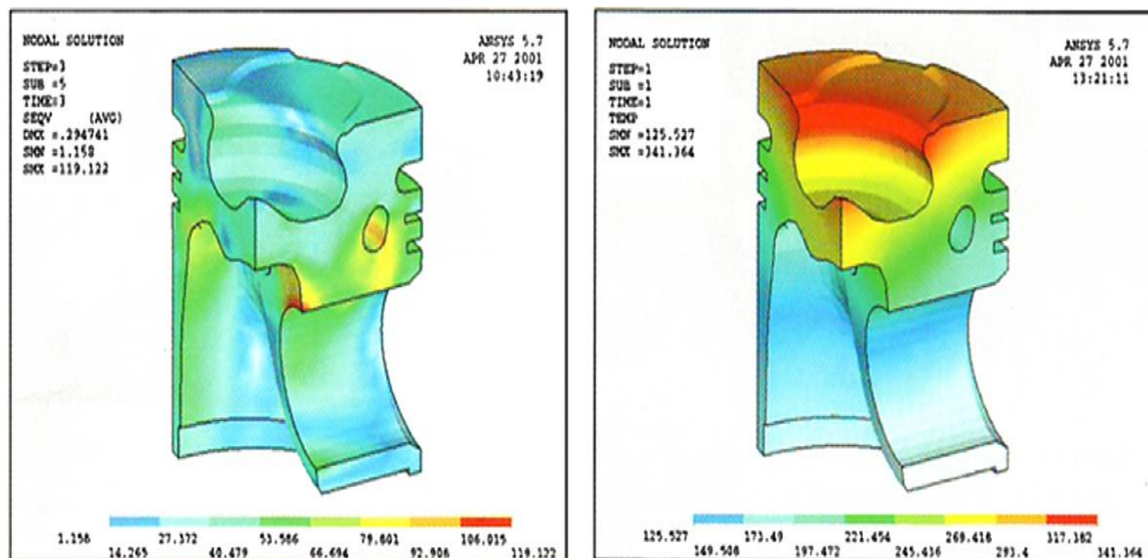 NODAL SOLUTION
STEP=3
SUB =5
TIME=3
SEQV (AVG)
DMX =.294741
SMN =1.158
SMX =119.122
ANSYS 5.7
APR 27 2001
10:43:19
1.158 27.372 53.586 79.801 106.015
14.265 40.479 66.694 92.908 119.122
NODAL SOLUTION
STEP=1
SUB =1
TIME=1
TEMP
SMN =125.527
SMX =341.364
ANSYS 5.7
APR 27 2001
13:21:11
125.527 173.49 221.454 269.418 317.382
149.508 197.472 245.436 293.4